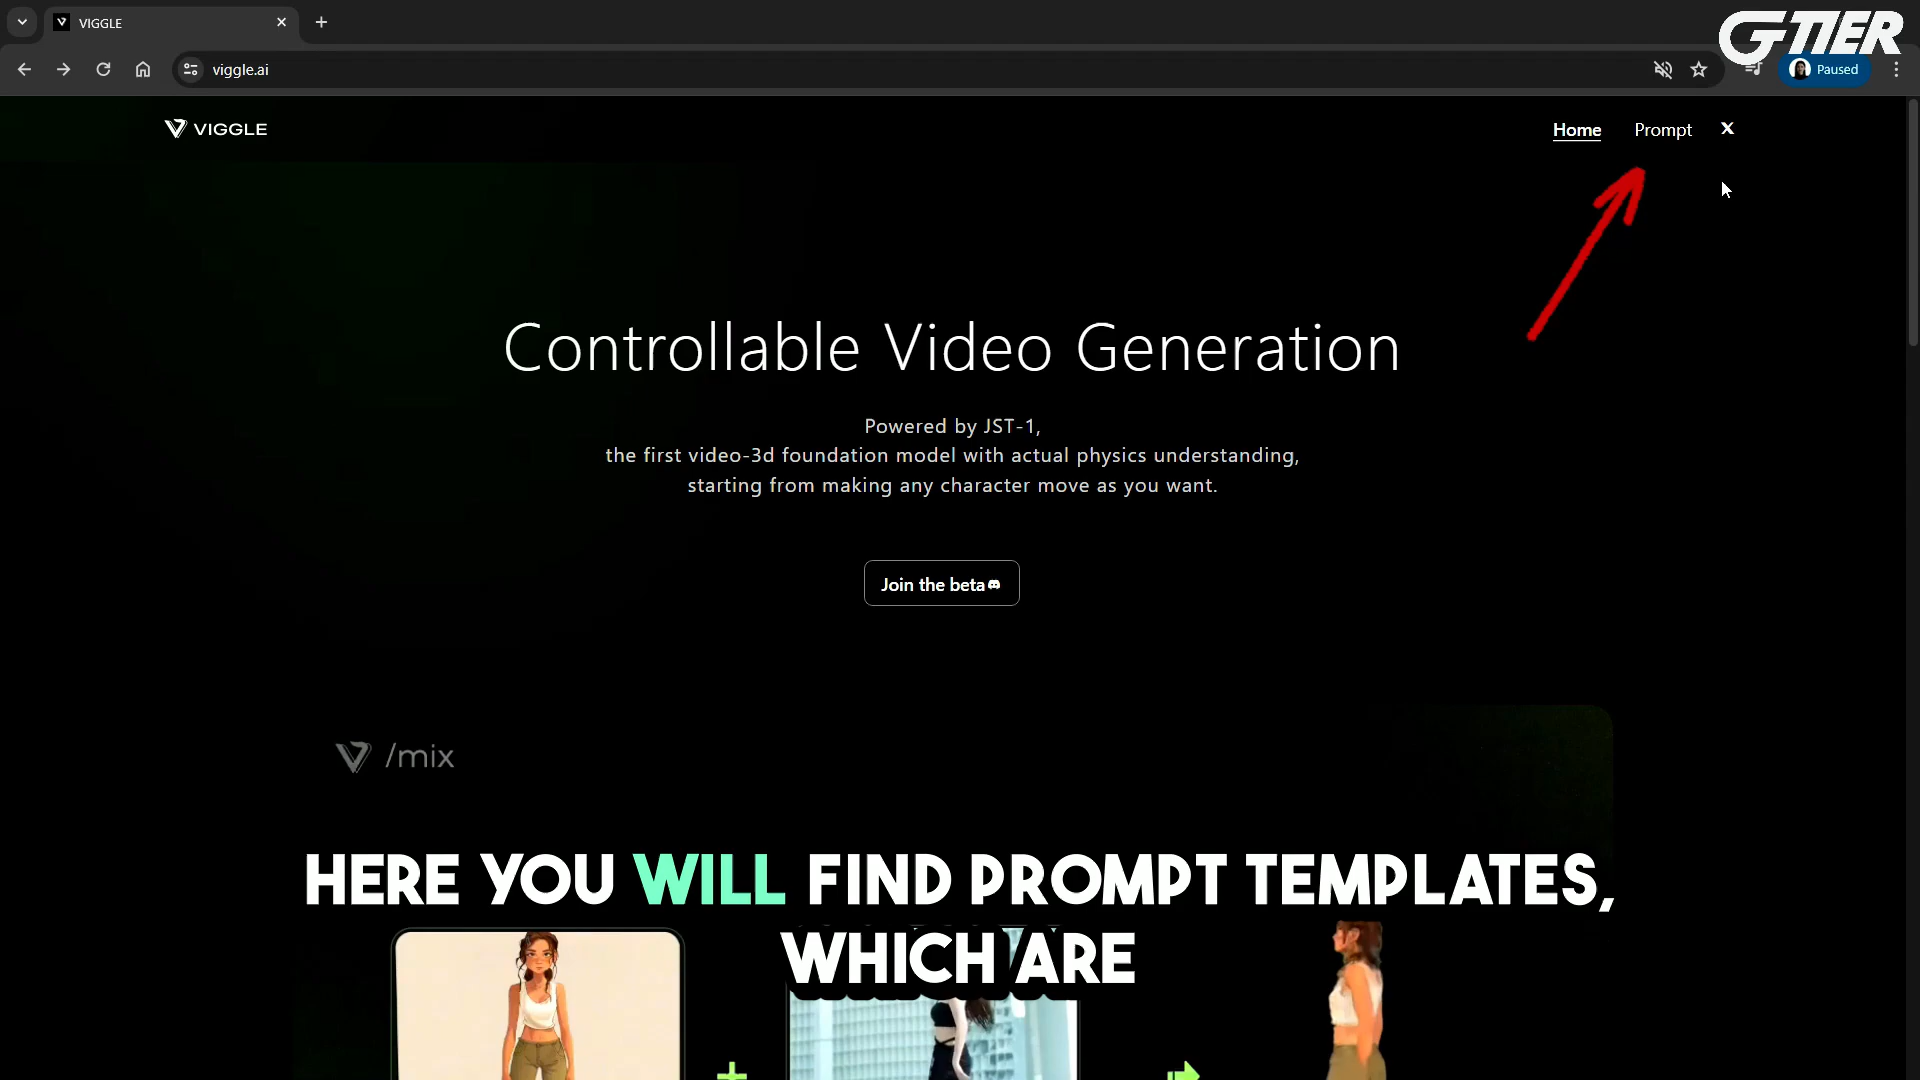 VIGGLE
GTIER
viggle.ai
Paused
VIGGLE
Home
Prompt
X
Controllable Video Generation
Powered by JST-1,
the first video-3d foundation model with actual physics understanding,
starting from making any character move as you want.
Join the beta
/mix
HERE YOU WILL FIND PROMPT TEMPLATES,
WHICH ARE